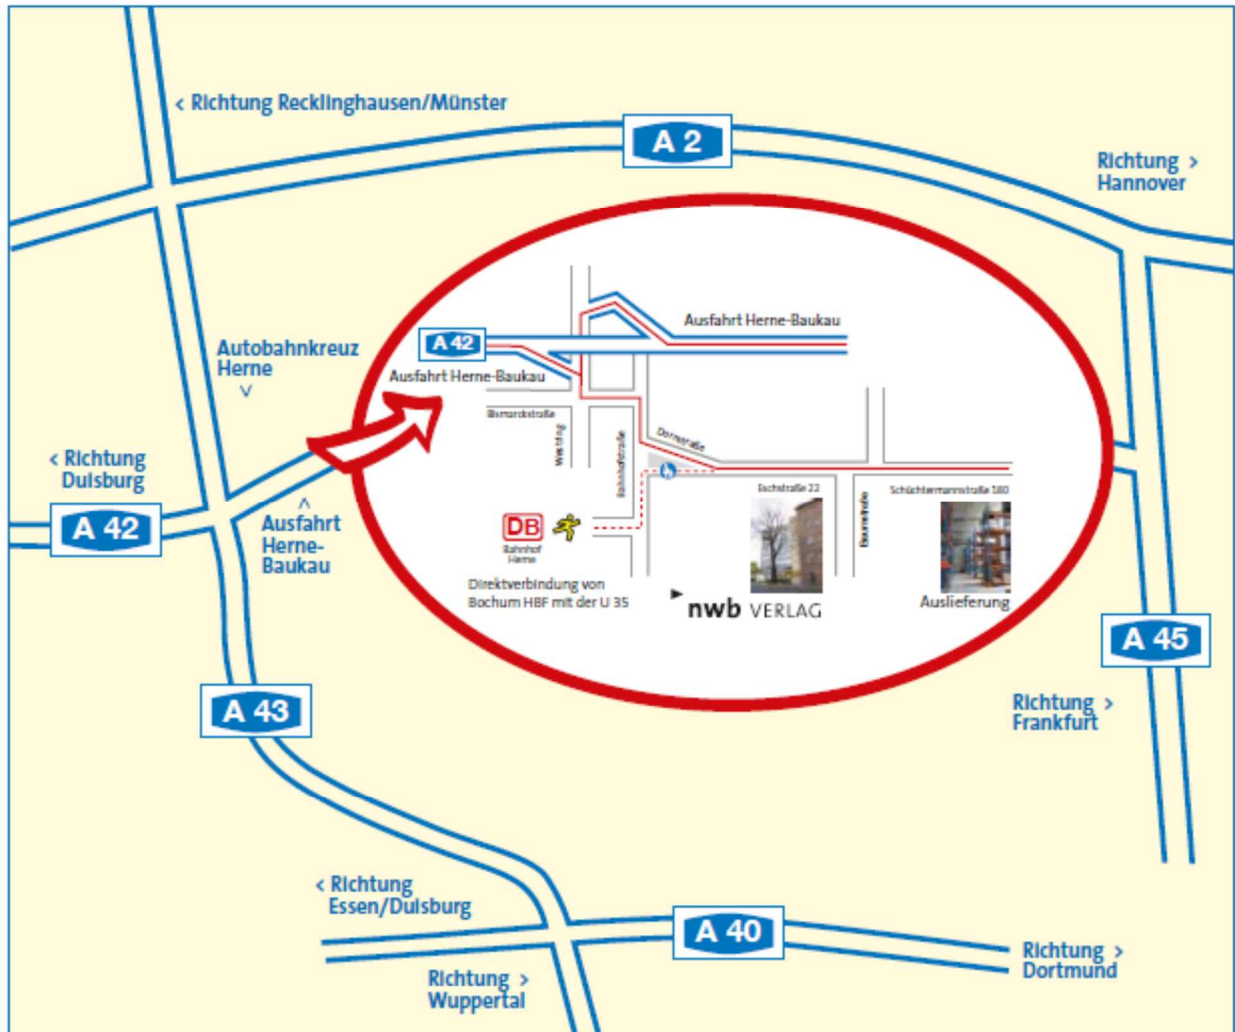 < Richtung Recklinghausen/Münster
A 2
Richtung >
Hannover
Ausfahrt Herne-Baukau
A 42
Ausfahrt Herne-Baukau
Autobahnkreuz
Herne
Bismarckstraße
Westring
Bahnhofstraße
Dornstraße
< Richtung
Duisburg
A 42
Ausfahrt
Herne-
Baukau
Eschstraße 22
Schüchtermannstraße 180
Baumstraße
DB
Bahnhof
Herne
Direktverbindung von
Bochum HBF mit der U 35
nwb VERLAG
Auslieferung
A 45
A 43
Richtung >
Frankfurt
< Richtung
Essen/Duisburg
A 40
Richtung >
Dortmund
Richtung >
Wuppertal